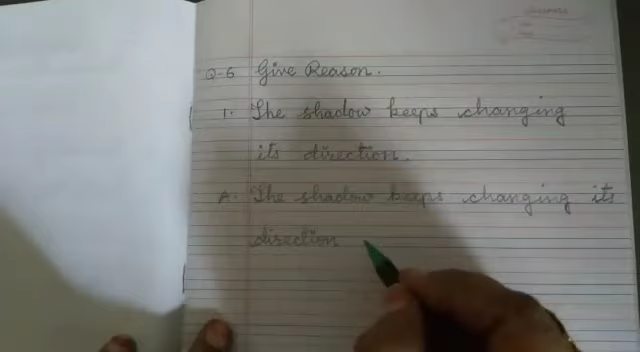 Q-6 Give Reason.
1. The shadow keeps changing
its direction.
A. The shadow keeps changing its
direction